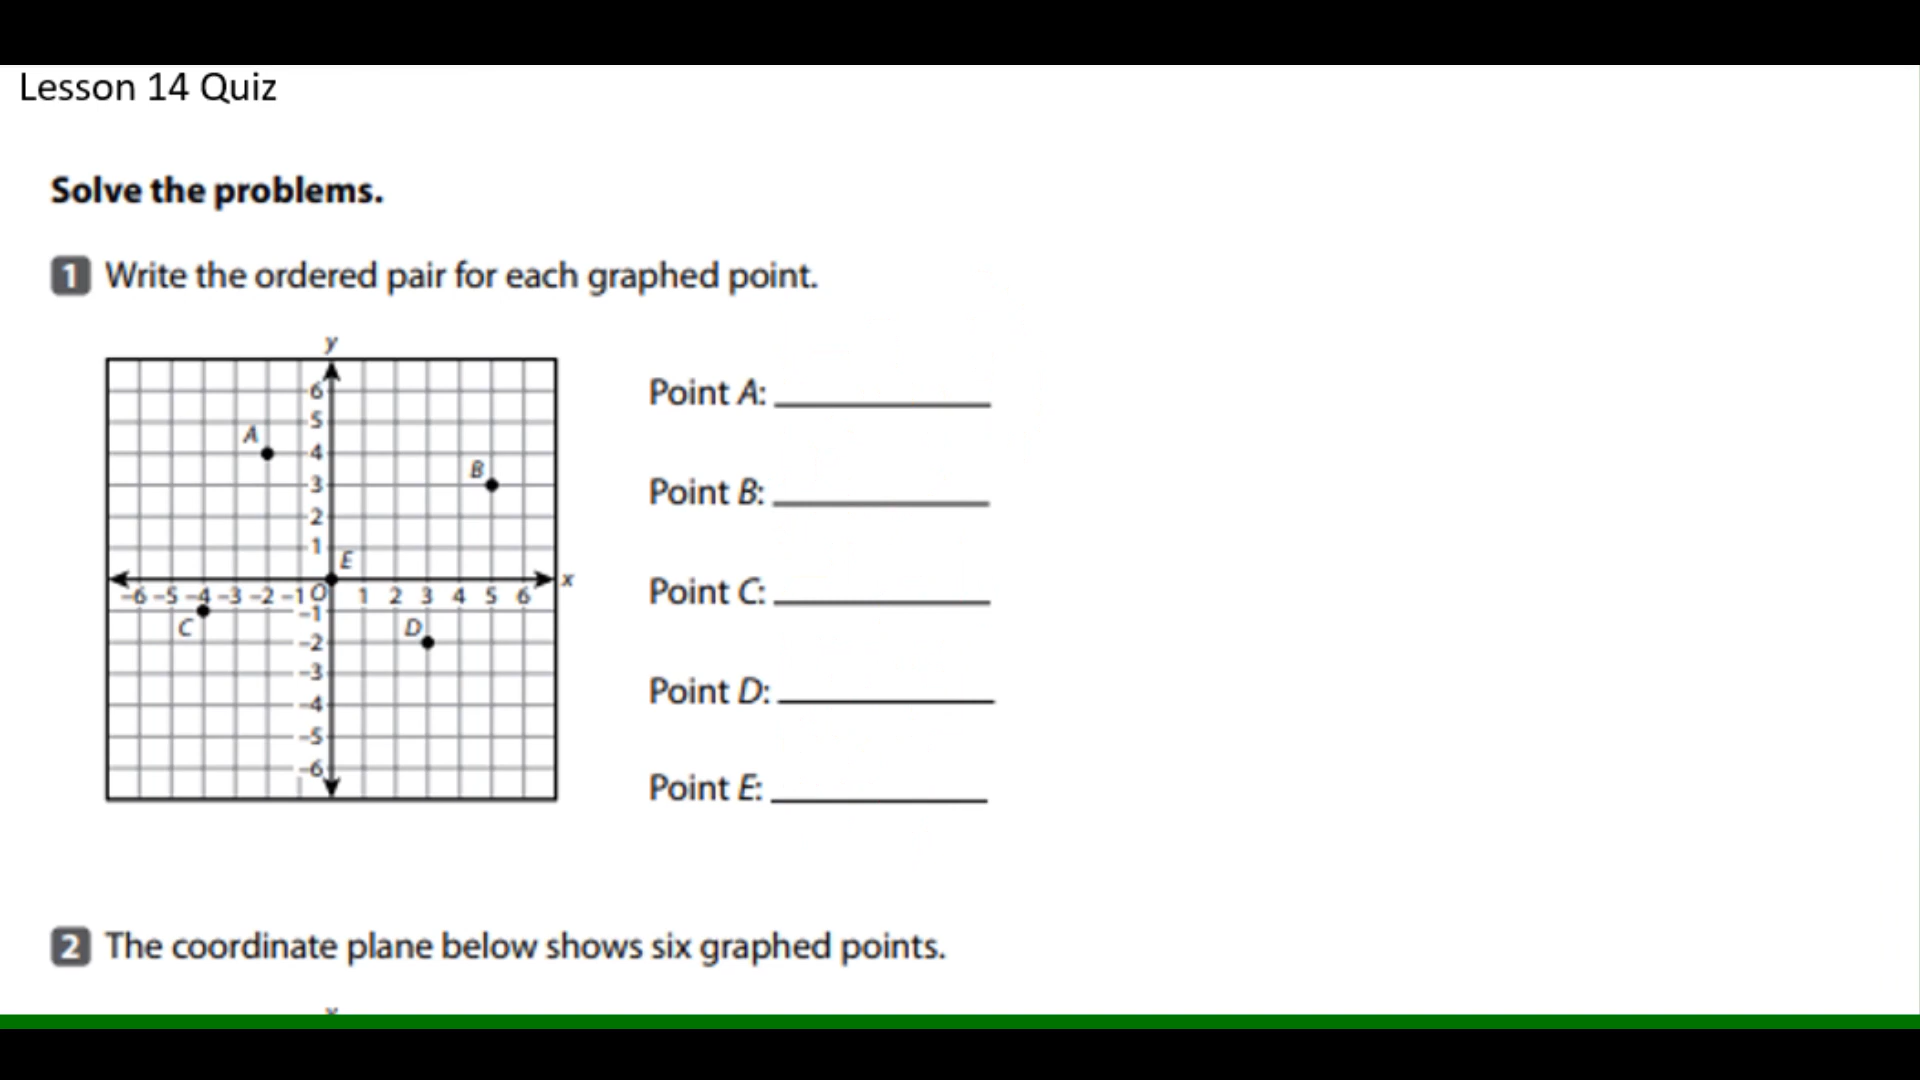 Lesson 14 Quiz
Solve the problems.
1 Write the ordered pair for each graphed point.
y
6
5
A
4
B
3
2
1
E
x
–6 –5 –4 –3 –2 –1 O 1 2 3 4 5 6
–1
C
D
–2
–3
–4
–5
–6
Point A:
Point B:
Point C:
Point D:
Point E:
2 The coordinate plane below shows six graphed points.